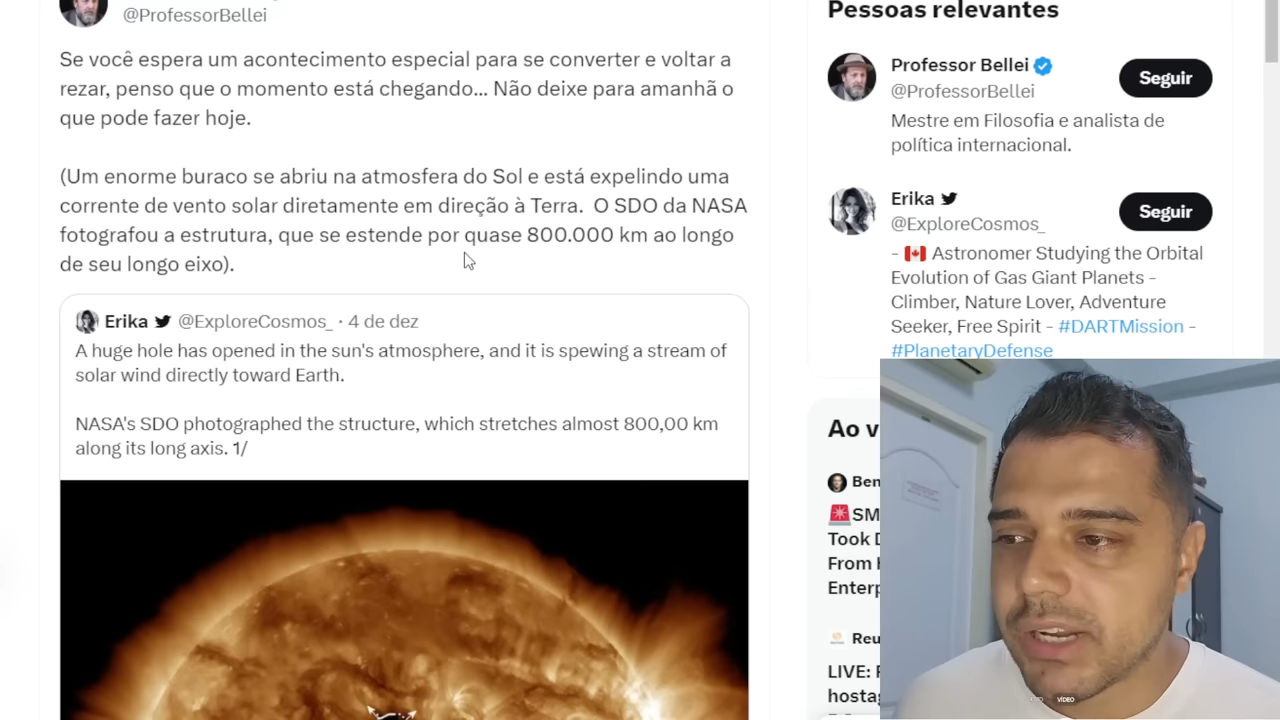 @ProfessorBellei
Se você espera um acontecimento especial para se converter e voltar a
rezar, penso que o momento está chegando... Não deixe para amanhã o
que pode fazer hoje.
(Um enorme buraco se abriu na atmosfera do Sol e está expelindo uma
corrente de vento solar diretamente em direção à Terra. O SDO da NASA
fotografou a estrutura, que se estende por quase 800.000 km ao longo
de seu longo eixo).
Erika @ExploreCosmos_ · 4 de dez
A huge hole has opened in the sun's atmosphere, and it is spewing a stream of
solar wind directly toward Earth.
NASA's SDO photographed the structure, which stretches almost 800,00 km
along its long axis. 1/
Pessoas relevantes
Professor Bellei
@ProfessorBellei
Seguir
Mestre em Filosofia e analista de
política internacional.
Erika
@ExploreCosmos_
Seguir
- 🇨🇦 Astronomer Studying the Orbital
Evolution of Gas Giant Planets -
Climber, Nature Lover, Adventure
Seeker, Free Spirit - #DARTMission -
#PlanetaryDefense
Ao v
Ben
🚨SM
Took D
From
Enterp
Reu
LIVE: F
hostag
VÍDEO